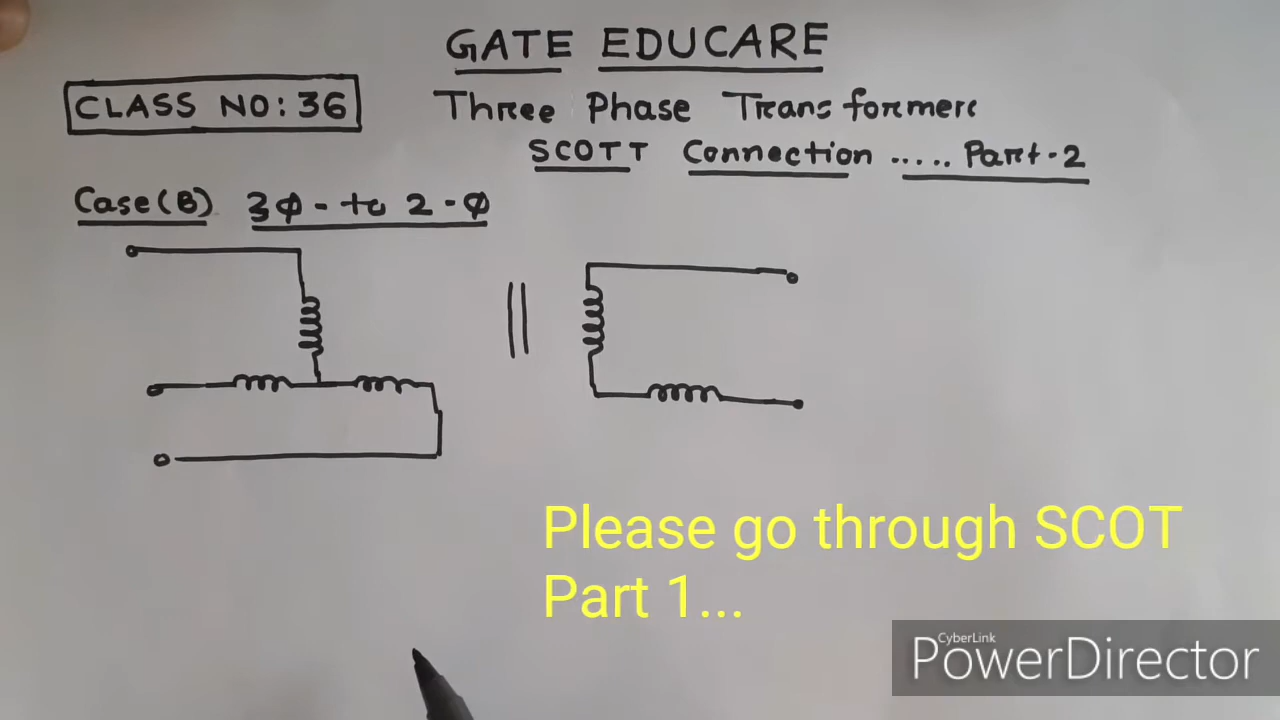 GATE EDUCARE
CLASS NO: 36
Three Phase Transformers
SCOTT Connection ..... Part-2
Case(B) 3ϕ - to 2-ϕ
Please go through SCOT
Part 1...
CyberLink
PowerDirector